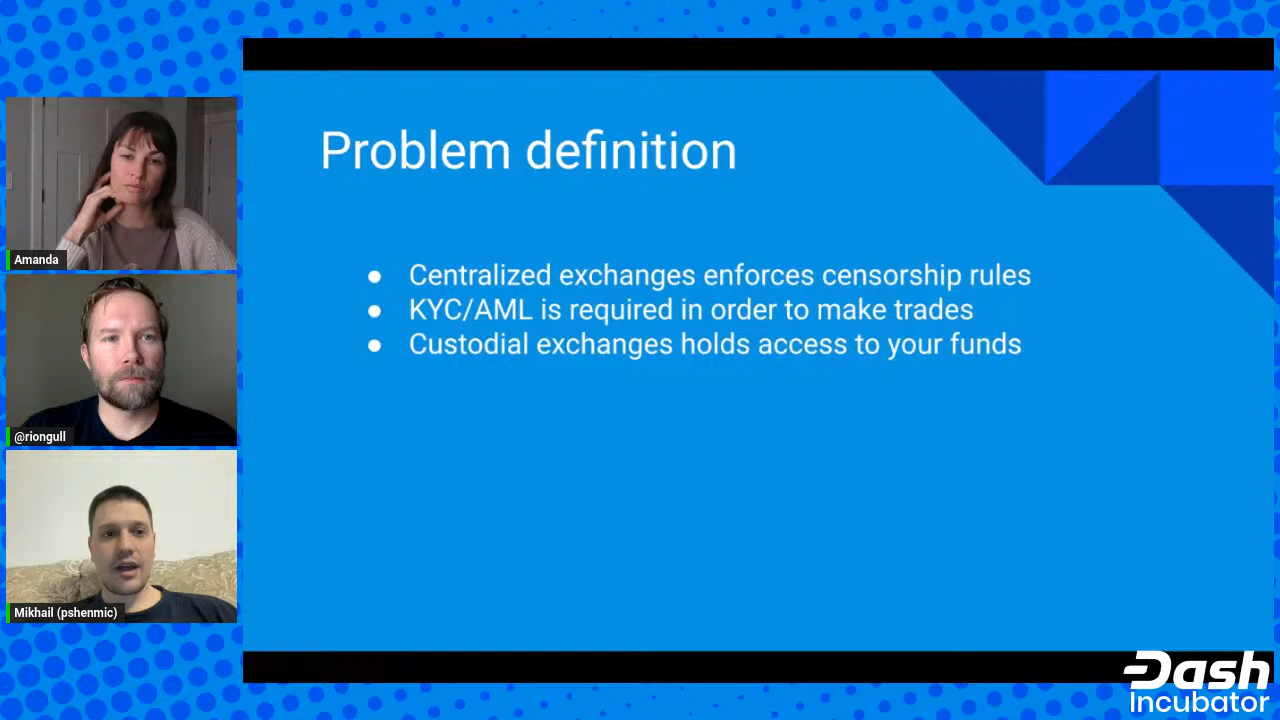 Problem definition
● Centralized exchanges enforces censorship rules
● KYC/AML is required in order to make trades
● Custodial exchanges holds access to your funds
Amanda
@riongull
Mikhail (pshenmic)
Dash
Incubator